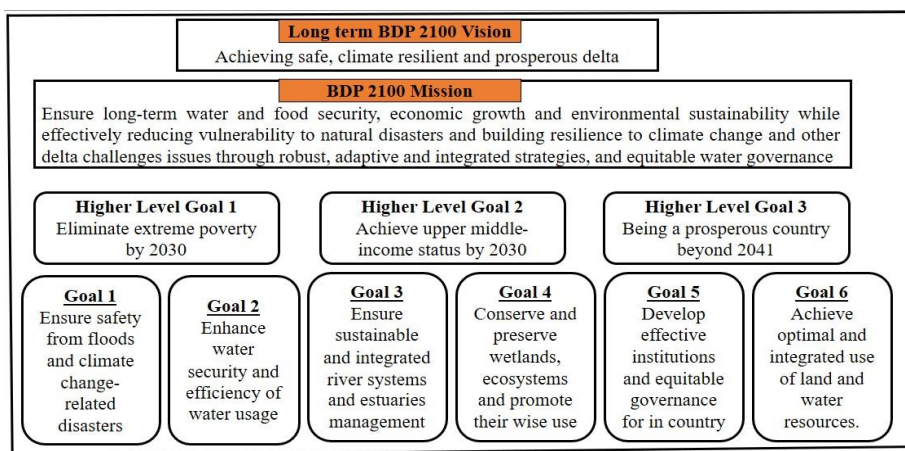 Long term BDP 2100 Vision
Achieving safe, climate resilient and prosperous delta
BDP 2100 Mission
Ensure long-term water and food security, economic growth and environmental sustainability while
effectively reducing vulnerability to natural disasters and building resilience to climate change and other
delta challenges issues through robust, adaptive and integrated strategies, and equitable water governance
Higher Level Goal 1
Eliminate extreme poverty
by 2030
Higher Level Goal 2
Achieve upper middle-
income status by 2030
Higher Level Goal 3
Being a prosperous country
beyond 2041
Goal 1
Ensure safety
from floods
and climate
change-
related
disasters
Goal 2
Enhance
water
security and
efficiency of
water usage
Goal 3
Ensure
sustainable
and integrated
river systems
and estuaries
management
Goal 4
Conserve and
preserve
wetlands,
ecosystems
and promote
their wise use
Goal 5
Develop
effective
institutions
and equitable
governance
for in country
Goal 6
Achieve
optimal and
integrated use
of land and
water
resources.